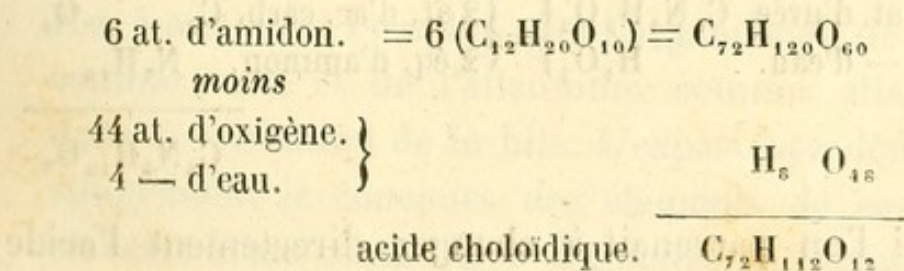 6 at. d'amidon. = 6 (C₁₂H₂₀O₁₀) = C₇₂H₁₂₀O₆₀
moins
44 at. d'oxigène. }
4 — d'eau. } H₈ O₄₈
acide choloïdique. C₇₂H₁₁₂O₁₂